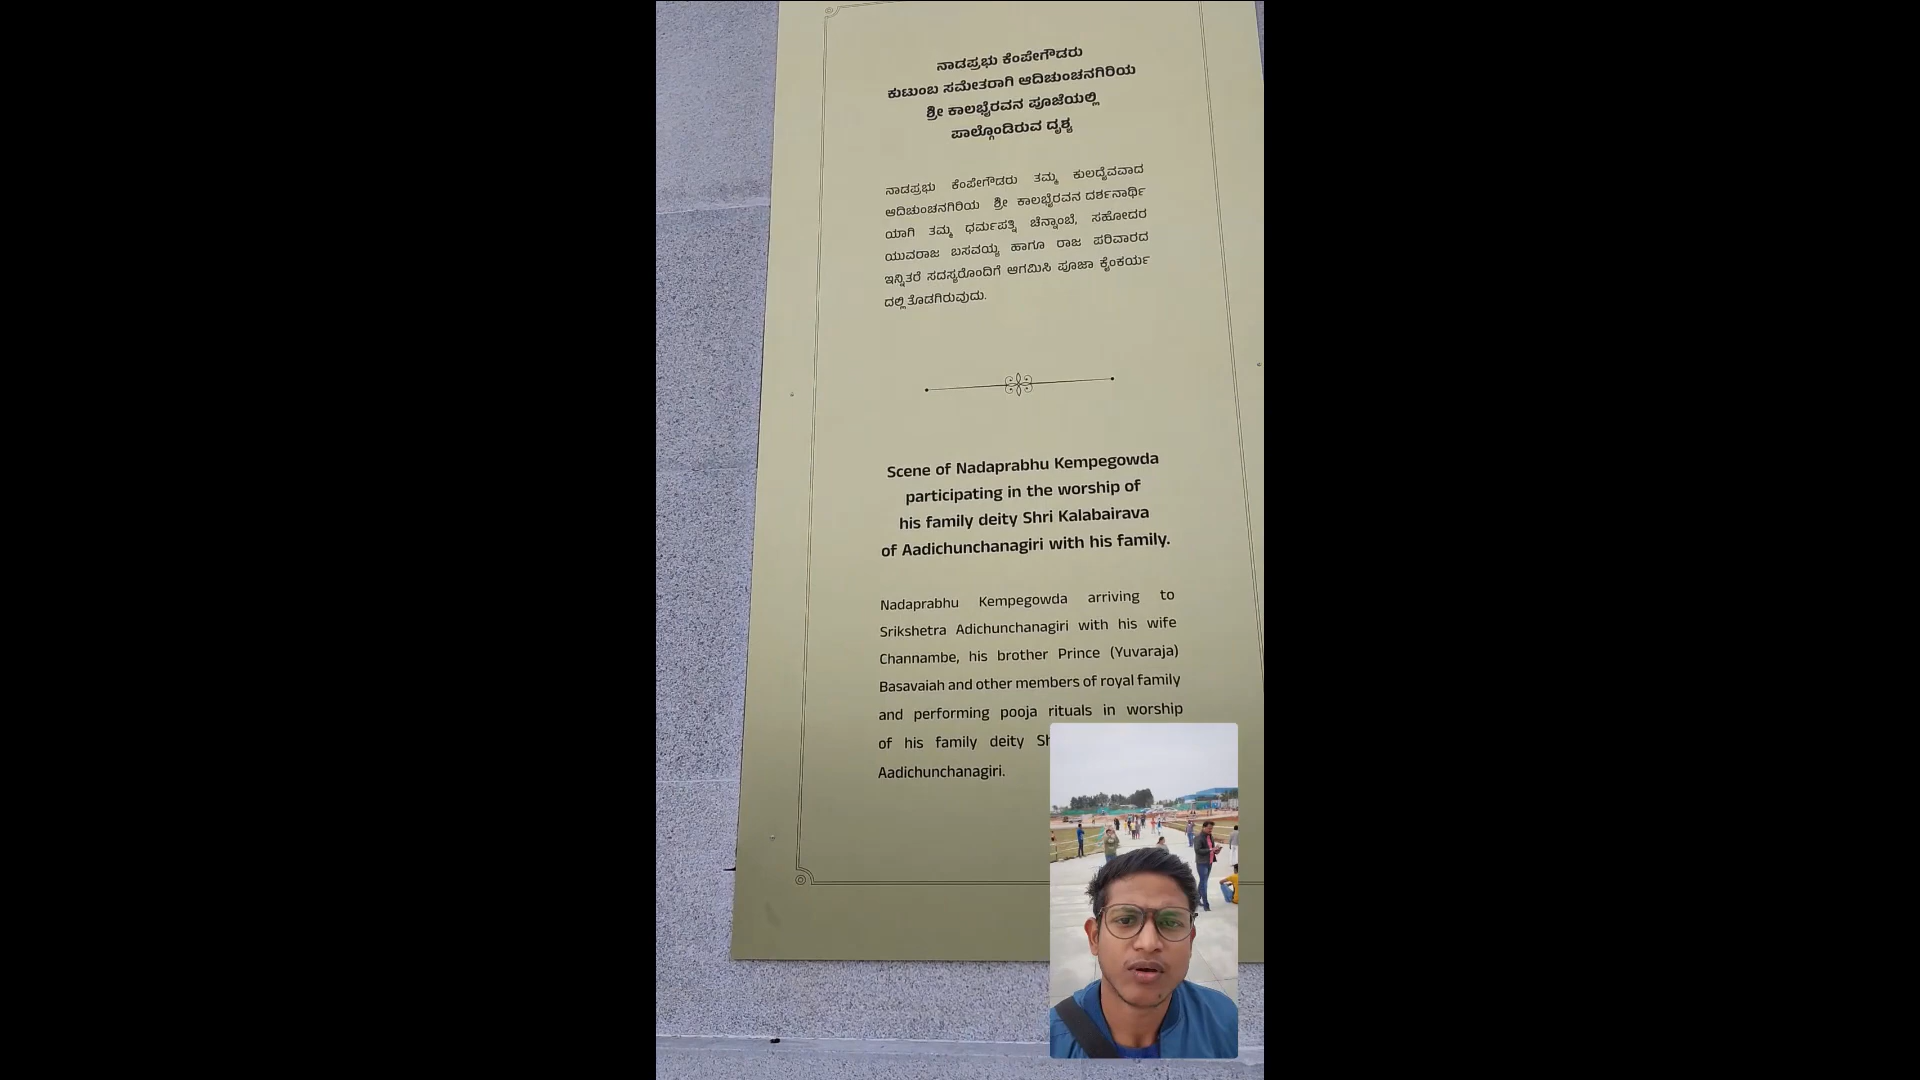 ನಾಡಪ್ರಭು ಕೆಂಪೇಗೌಡರು
ಕುಟುಂಬ ಸಮೇತರಾಗಿ ಆದಿಚುಂಚನಗಿರಿಯ
ಶ್ರೀ ಕಾಲಭೈರವನ ಪೂಜೆಯಲ್ಲಿ
ಪಾಲ್ಗೊಂಡಿರುವ ದೃಶ್ಯ
ನಾಡಪ್ರಭು ಕೆಂಪೇಗೌಡರು ತಮ್ಮ ಕುಲದೈವವಾದ
ಆದಿಚುಂಚನಗಿರಿಯ ಶ್ರೀ ಕಾಲಭೈರವನ ದರ್ಶನಾರ್ಥಿ
ಯಾಗಿ ತಮ್ಮ ಧರ್ಮಪತ್ನಿ ಚೆನ್ನಾಂಬೆ, ಸಹೋದರ
ಯುವರಾಜ ಬಸವಯ್ಯ ಹಾಗೂ ರಾಜ ಪರಿವಾರದ
ಇನ್ನಿತರೆ ಸದಸ್ಯರೊಂದಿಗೆ ಆಗಮಿಸಿ ಪೂಜಾ ಕೈಂಕರ್ಯ
ದಲ್ಲಿ ತೊಡಗಿರುವುದು.
Scene of Nadaprabhu Kempegowda
participating in the worship of
his family deity Shri Kalabairava
of Aadichunchanagiri with his family.
Nadaprabhu Kempegowda arriving to
Srikshetra Adichunchanagiri with his wife
Channambe, his brother Prince (Yuvaraja)
Basavaiah and other members of royal family
and performing pooja rituals in worship
of his family deity
Aadichunchanagiri.